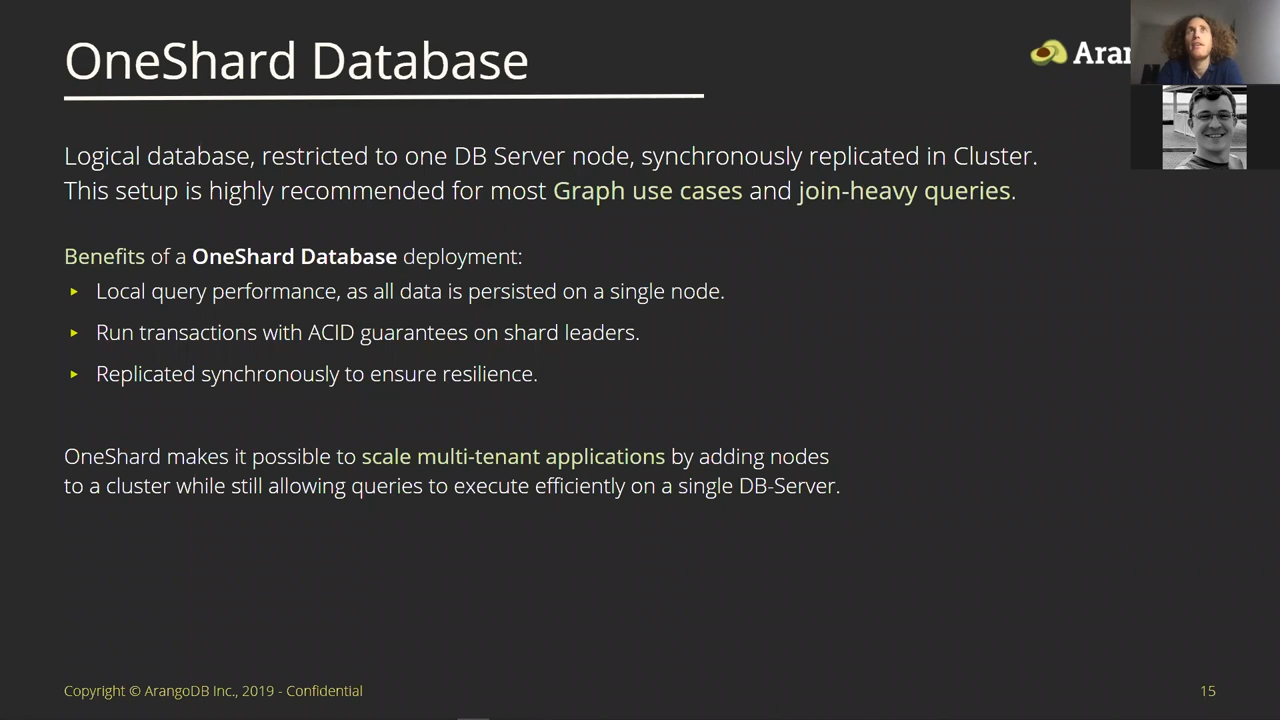 OneShard Database
Aran
Logical database, restricted to one DB Server node, synchronously replicated in Cluster.
This setup is highly recommended for most Graph use cases and join-heavy queries.
Benefits of a OneShard Database deployment:
Local query performance, as all data is persisted on a single node.
Run transactions with ACID guarantees on shard leaders.
Replicated synchronously to ensure resilience.
OneShard makes it possible to scale multi-tenant applications by adding nodes
to a cluster while still allowing queries to execute efficiently on a single DB-Server.
Copyright © ArangoDB Inc., 2019 - Confidential
15